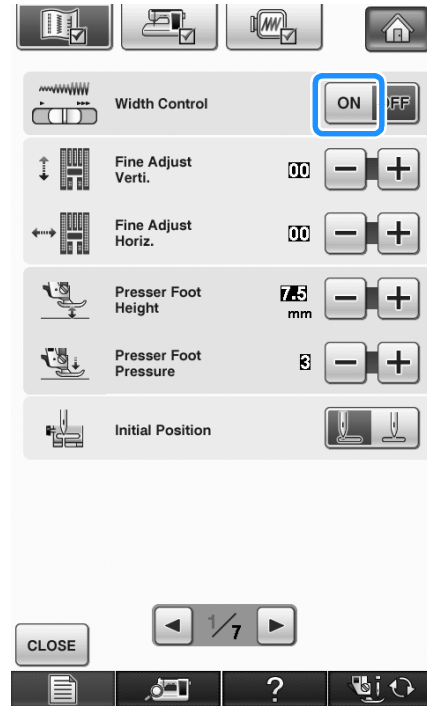 Width Control ON OFF
Fine Adjust
Verti. 00
Fine Adjust
Horiz. 00
Presser Foot
Height 7.5
mm
Presser Foot
Pressure 3
Initial Position
1/7
CLOSE
?